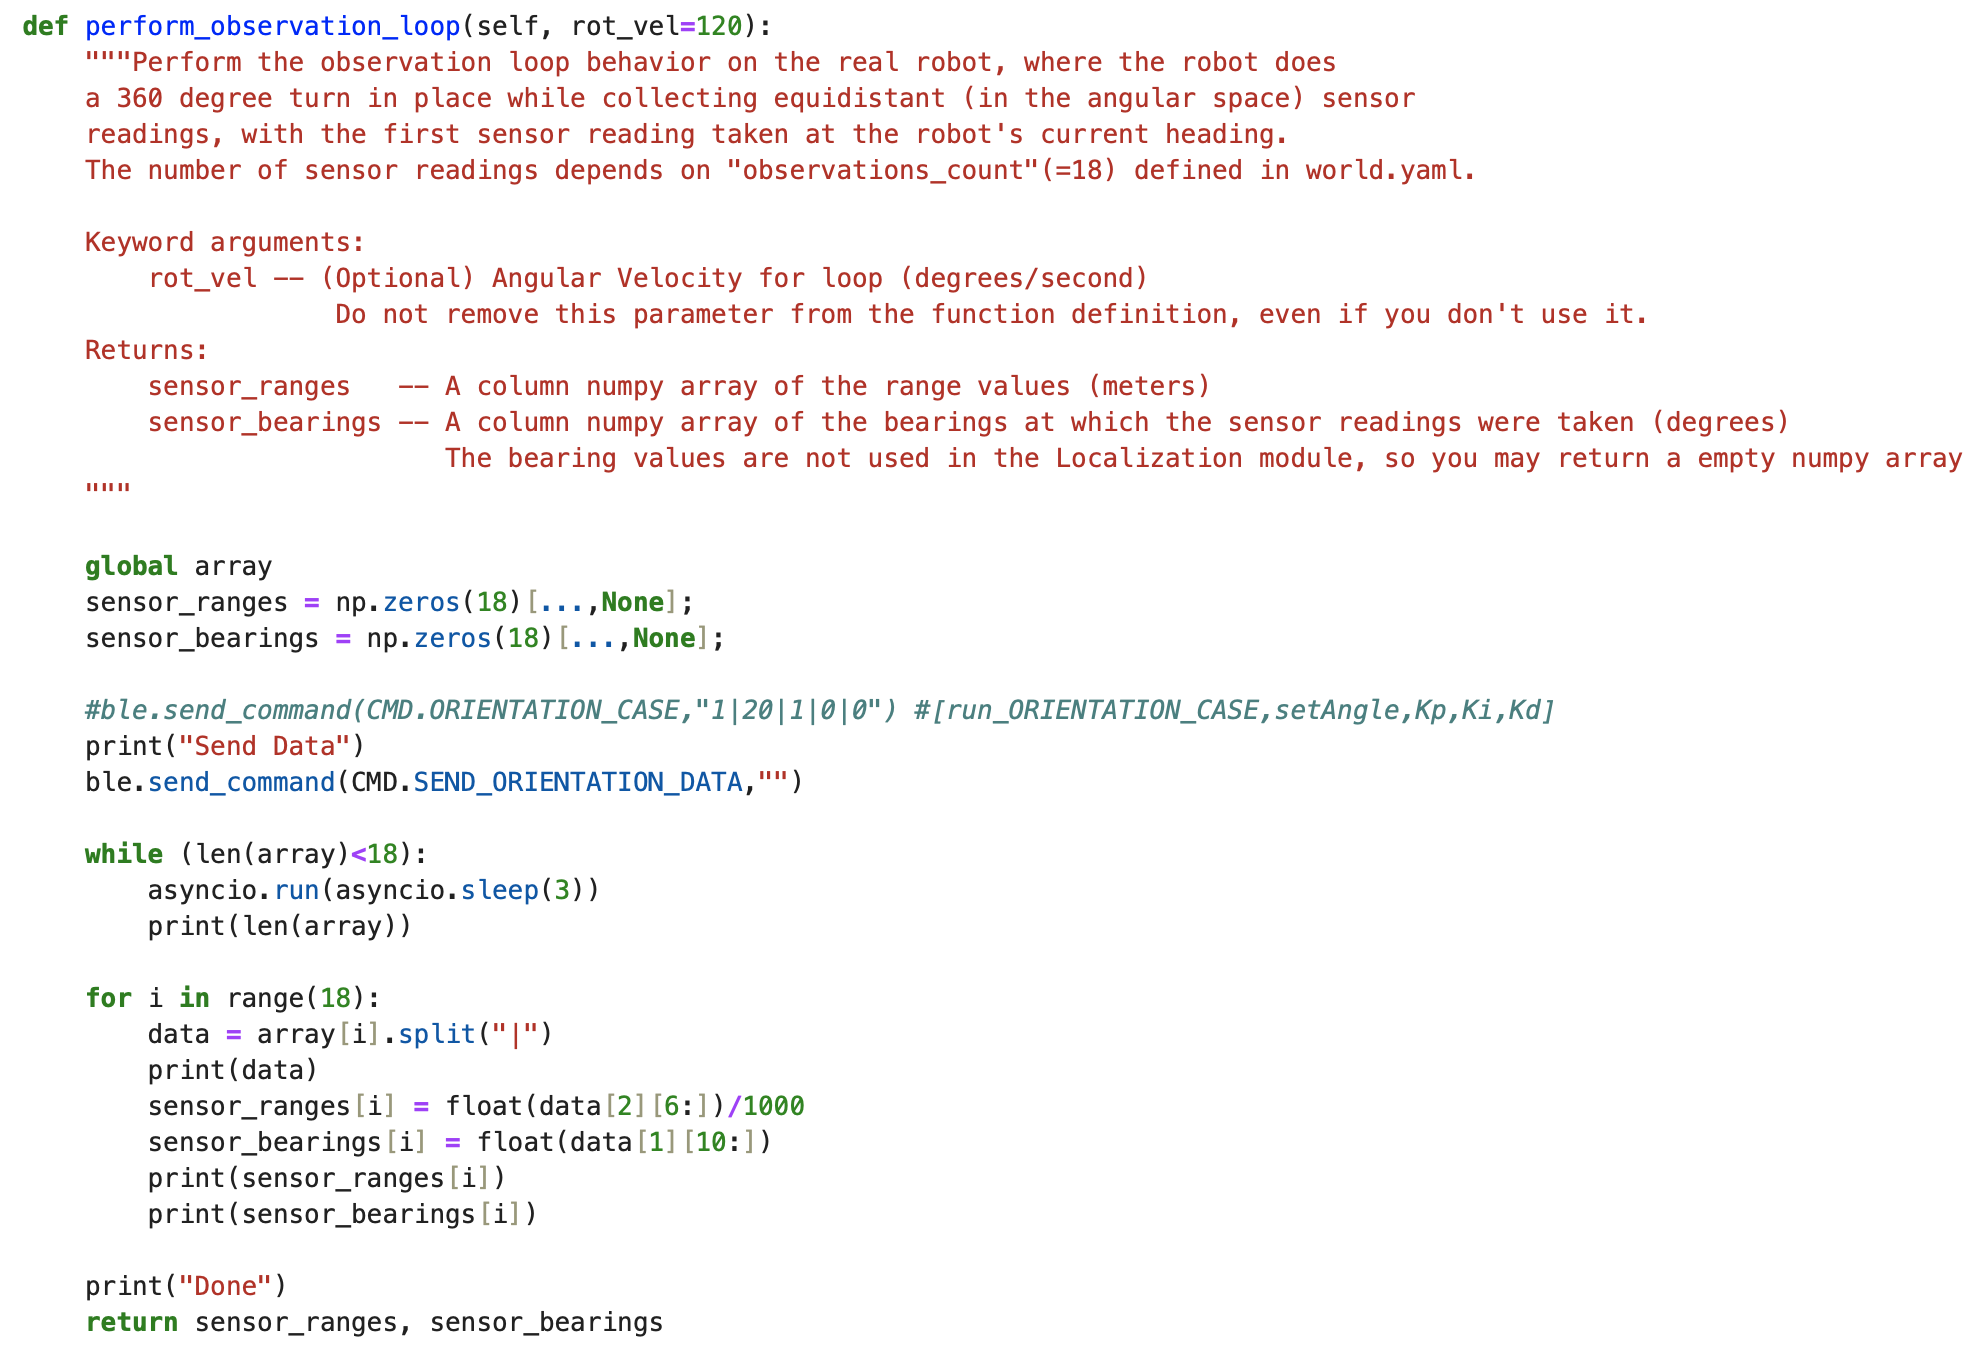 def perform_observation_loop(self, rot_vel=120):
    """Perform the observation loop behavior on the real robot, where the robot does
    a 360 degree turn in place while collecting equidistant (in the angular space) sensor
    readings, with the first sensor reading taken at the robot's current heading.
    The number of sensor readings depends on "observations_count"(=18) defined in world.yaml.

    Keyword arguments:
        rot_vel -- (Optional) Angular Velocity for loop (degrees/second)
                    Do not remove this parameter from the function definition, even if you don't use it.
    Returns:
        sensor_ranges   -- A column numpy array of the range values (meters)
        sensor_bearings -- A column numpy array of the bearings at which the sensor readings were taken (degrees)
                           The bearing values are not used in the Localization module, so you may return a empty numpy array
    """

    global array
    sensor_ranges = np.zeros(18)[...,None];
    sensor_bearings = np.zeros(18)[...,None];

    #ble.send_command(CMD.ORIENTATION_CASE,"1|20|1|0|0") #[run_ORIENTATION_CASE,setAngle,Kp,Ki,Kd]
    print("Send Data")
    ble.send_command(CMD.SEND_ORIENTATION_DATA,"")

    while (len(array)<18):
        asyncio.run(asyncio.sleep(3))
        print(len(array))

    for i in range(18):
        data = array[i].split("|")
        print(data)
        sensor_ranges[i] = float(data[2][6:])/1000
        sensor_bearings[i] = float(data[1][10:])
        print(sensor_ranges[i])
        print(sensor_bearings[i])

    print("Done")
    return sensor_ranges, sensor_bearings